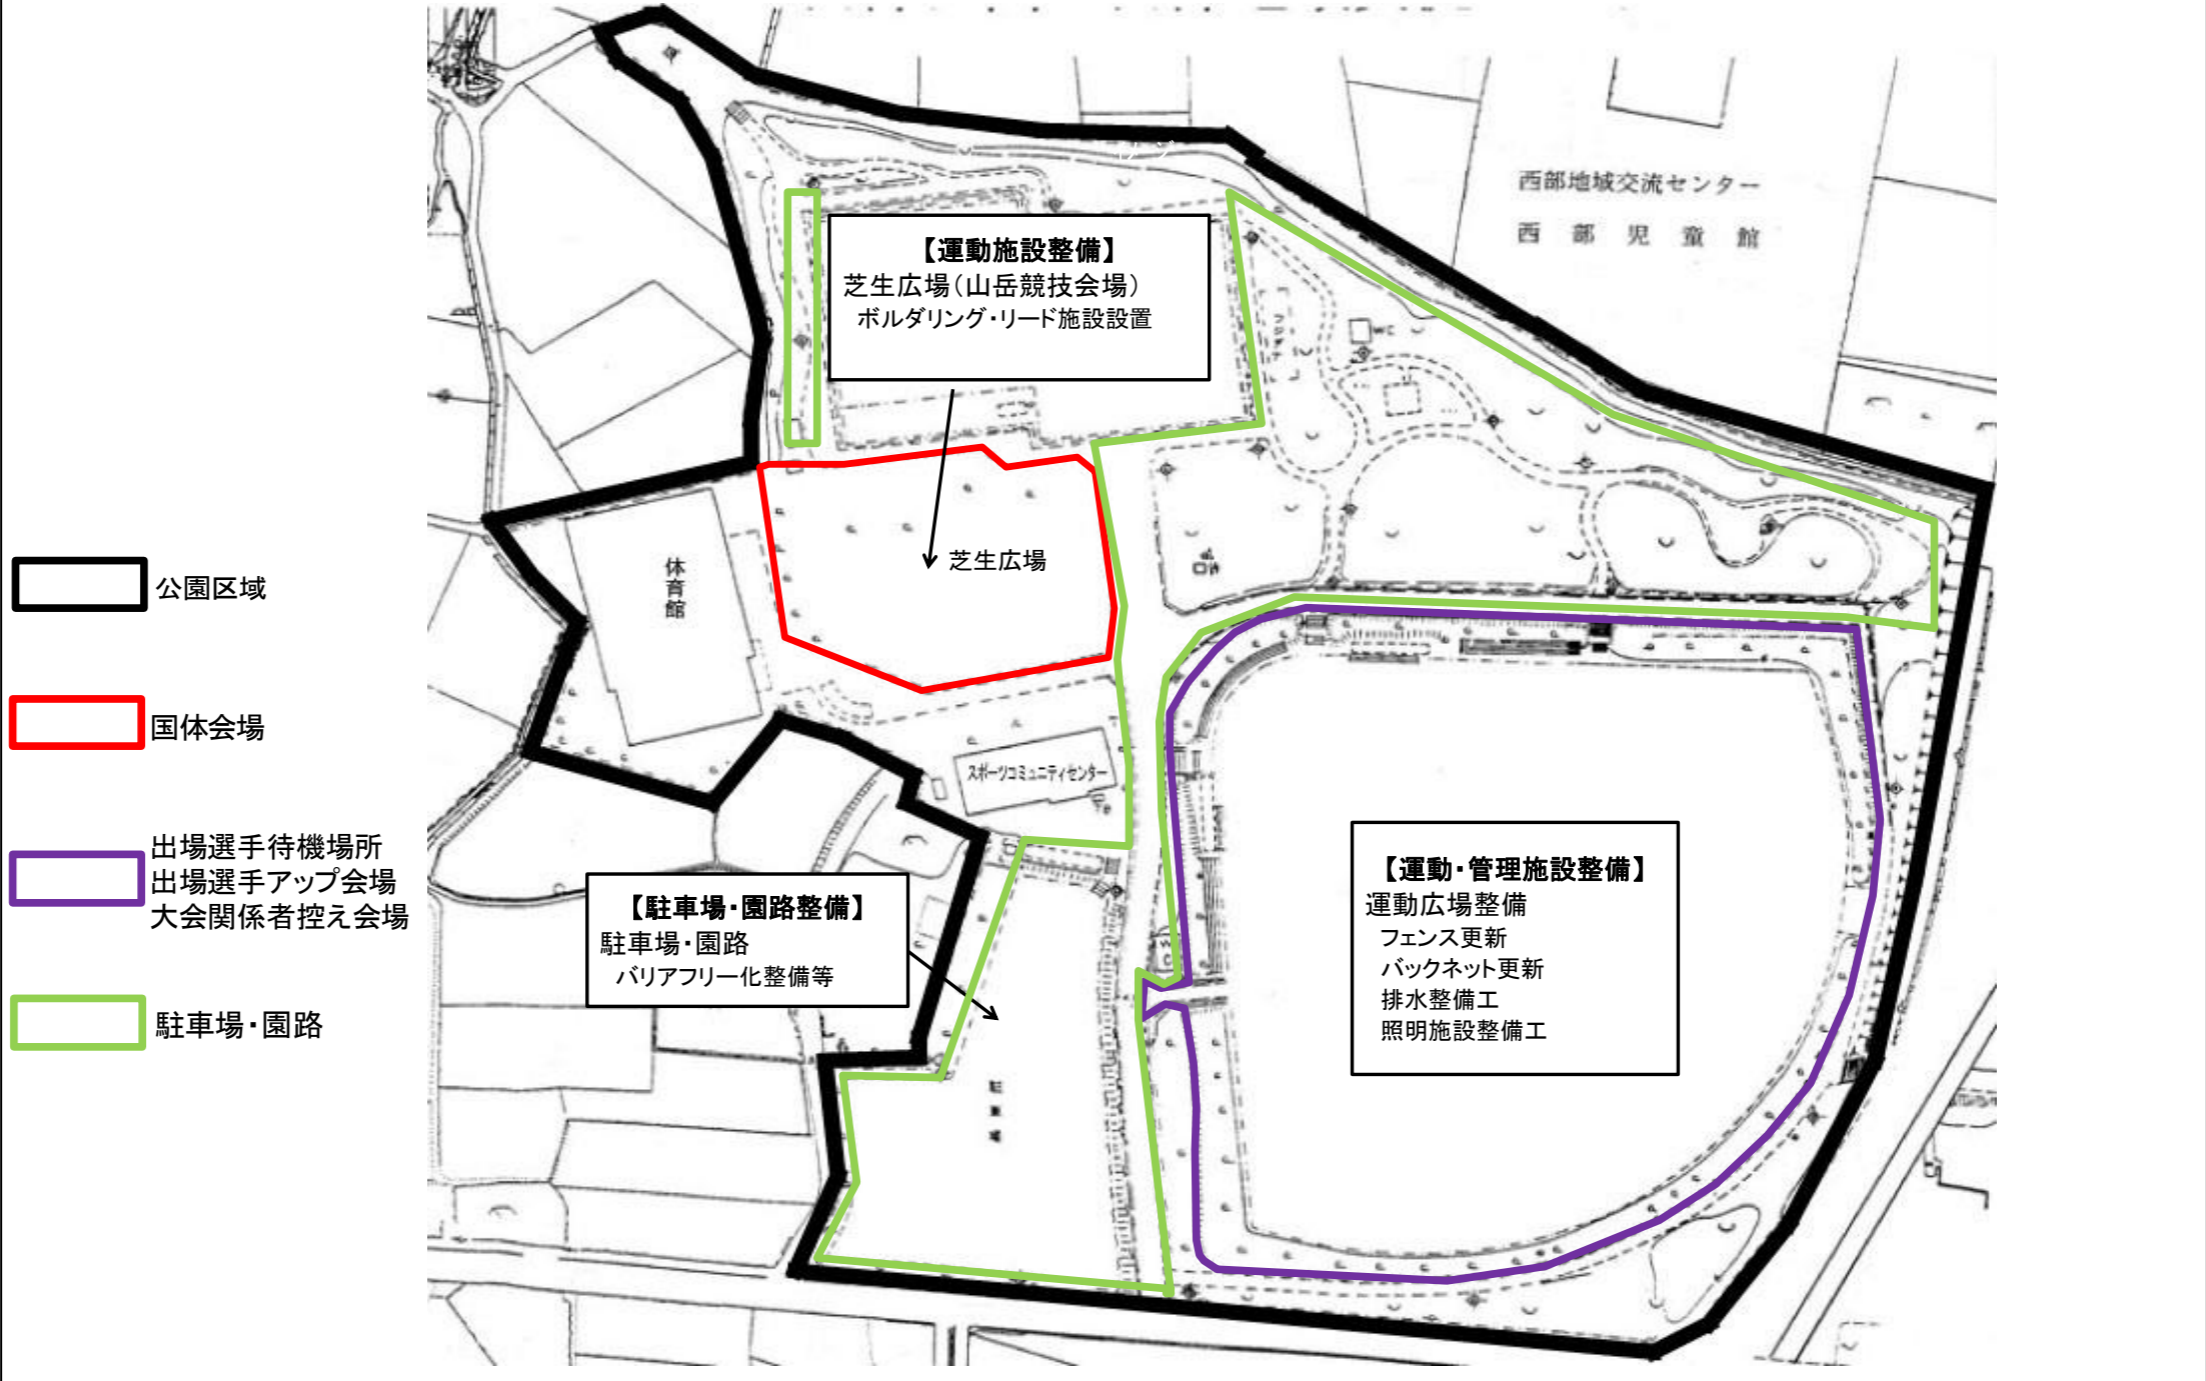 西部地域交流センター
西部児童館
【運動施設整備】
芝生広場（山岳競技会場）
ボルダリング・リード施設設置
WC
芝生広場
体育館
公園区域
国体会場
出場選手待機場所
出場選手アップ会場
大会関係者控え会場
駐車場・園路
スポーツコミュニティセンター
【駐車場・園路整備】
駐車場・園路
バリアフリー化整備等
【運動・管理施設整備】
運動広場整備
フェンス更新
バックネット更新
排水整備工
照明施設整備工